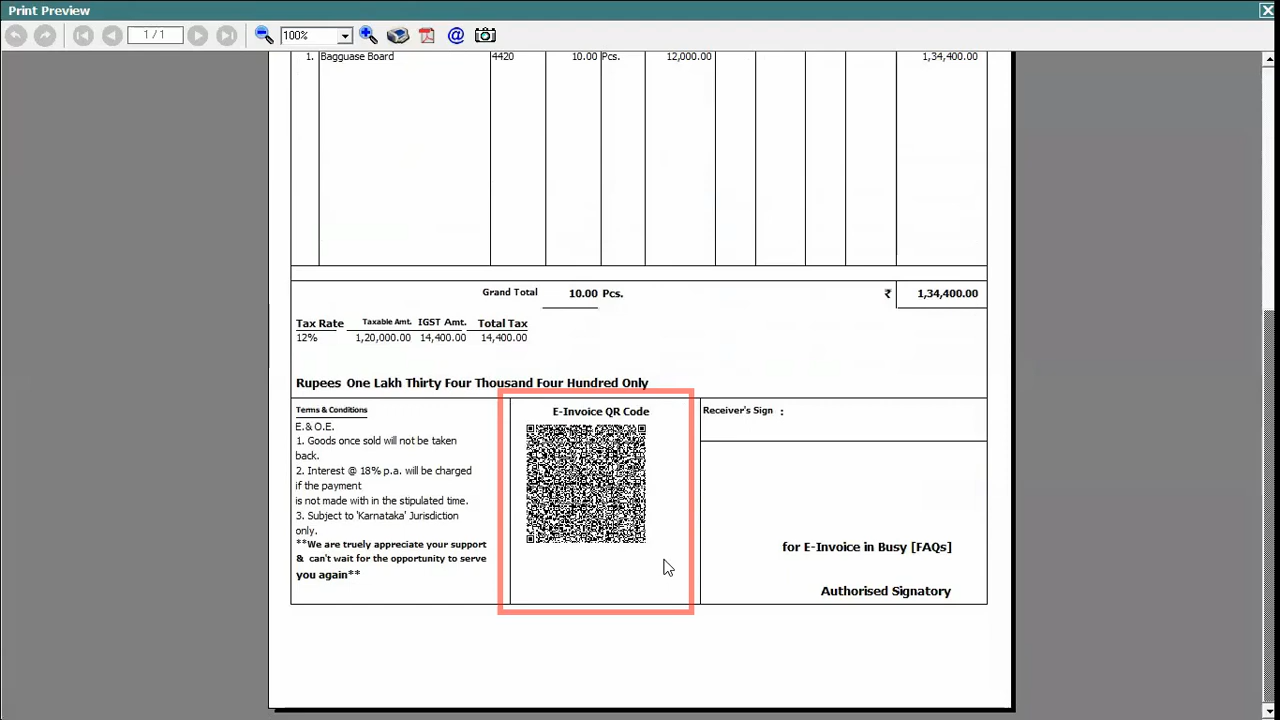 Print Preview
1 / 1
100%
1. Bagguase Board 4420 10.00 Pcs. 12,000.00 1,34,400.00
Grand Total 10.00 Pcs. ₹ 1,34,400.00
Tax Rate Taxable Amt. IGST Amt. Total Tax
12% 1,20,000.00 14,400.00 14,400.00
Rupees One Lakh Thirty Four Thousand Four Hundred Only
Terms & Conditions
E.& O.E.
1. Goods once sold will not be taken
back.
2. Interest @ 18% p.a. will be charged
if the payment
is not made with in the stipulated time.
3. Subject to 'Karnataka' Jurisdiction
only.
**We are truely appreciate your support
& can't wait for the opportunity to serve
you again**
E-Invoice QR Code
Receiver's Sign :
for E-Invoice in Busy [FAQs]
Authorised Signatory